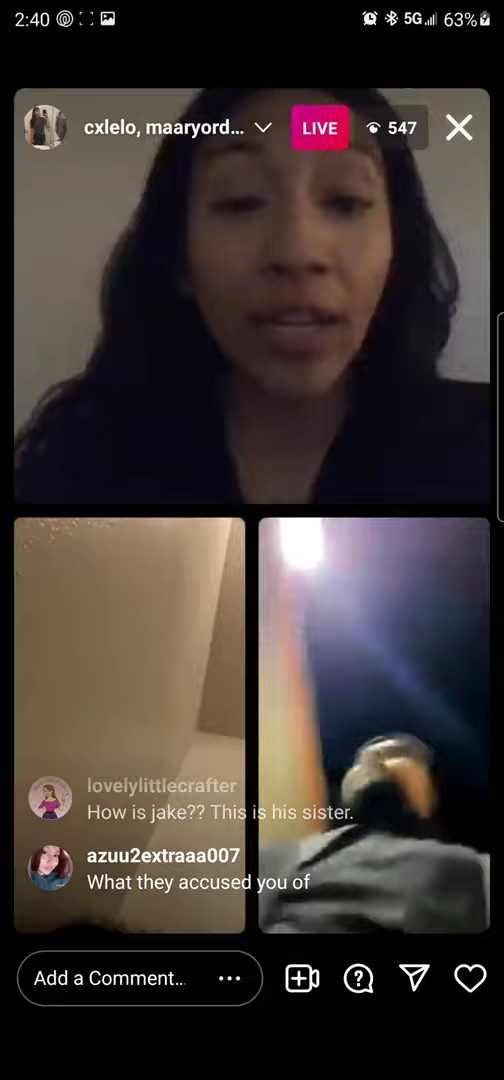 2:40 5G 63%
cxlelo, maaryord... LIVE 547
lovelylittlecrafter
How is jake?? This is his sister.
azuu2extraaa007
What they accused you of
Add a Comment...